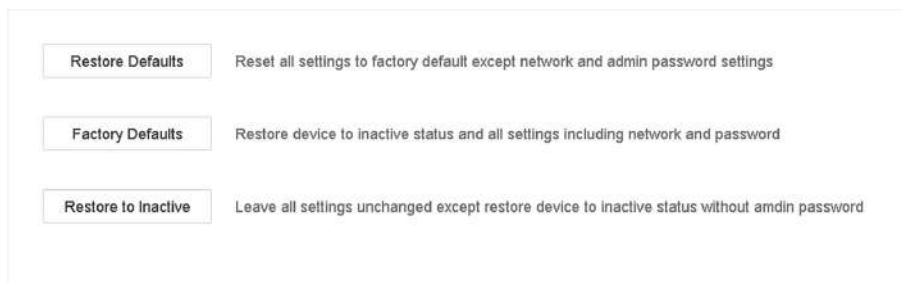 Restore Defaults Reset all settings to factory default except network and admin password settings
Factory Defaults Restore device to inactive status and all settings including network and password
Restore to Inactive Leave all settings unchanged except restore device to inactive status without amdin password